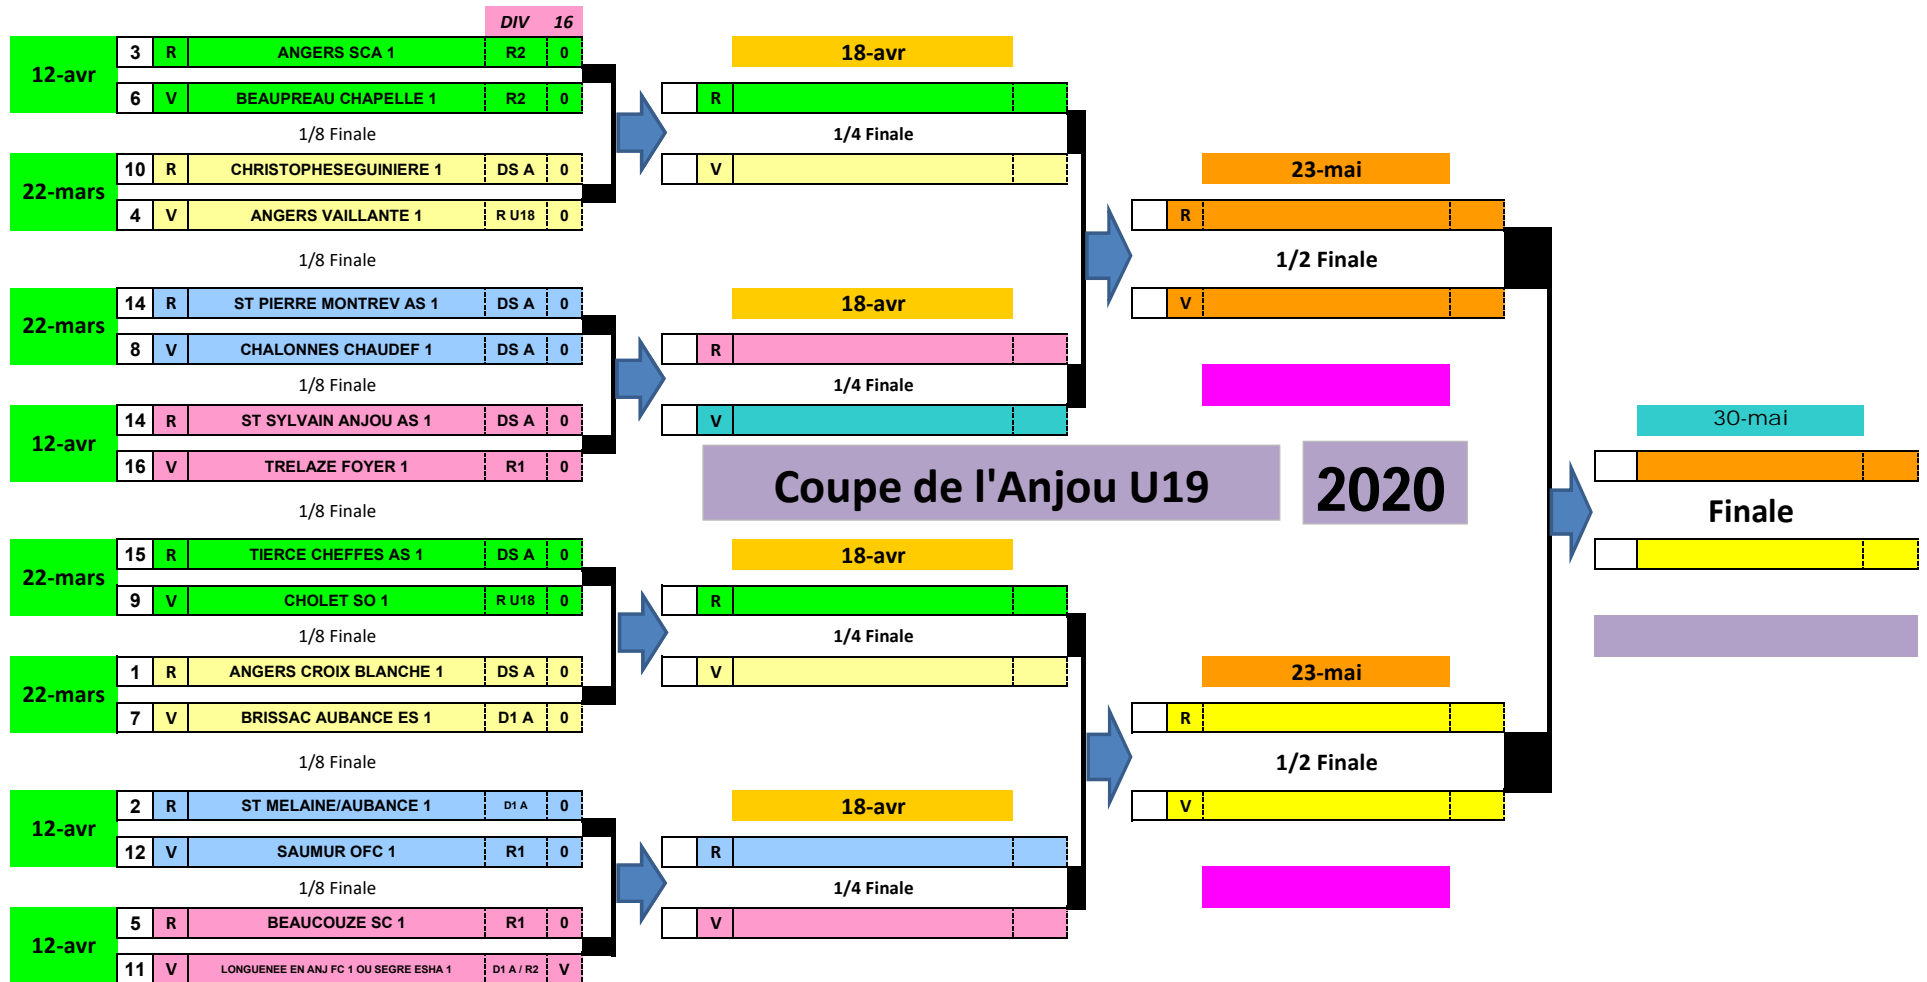 DIV 16
12-avr
3 R ANGERS SCA 1 R2 0
6 V BEAUPREAU CHAPELLE 1 R2 0
1/8 Finale
22-mars
10 R CHRISTOPHESEGUINIERE 1 DS A 0
4 V ANGERS VAILLANTE 1 R U18 0
1/8 Finale
22-mars
14 R ST PIERRE MONTREV AS 1 DS A 0
8 V CHALONNES CHAUDEF 1 DS A 0
1/8 Finale
12-avr
14 R ST SYLVAIN ANJOU AS 1 DS A 0
16 V TRELAZE FOYER 1 R1 0
1/8 Finale
22-mars
15 R TIERCE CHEFFES AS 1 DS A 0
9 V CHOLET SO 1 R U18 0
1/8 Finale
22-mars
1 R ANGERS CROIX BLANCHE 1 DS A 0
7 V BRISSAC AUBANCE ES 1 D1 A 0
1/8 Finale
12-avr
2 R ST MELAINE/AUBANCE 1 D1 A 0
12 V SAUMUR OFC 1 R1 0
1/8 Finale
12-avr
5 R BEAUCOUZE SC 1 R1 0
11 V LONGUENEE EN ANJ FC 1 OU SEGRE ESHA 1 D1 A / R2 V
18-avr
R
1/4 Finale
V
18-avr
R
1/4 Finale
V
Coupe de l'Anjou U19
2020
18-avr
R
1/4 Finale
V
18-avr
R
1/4 Finale
V
23-mai
R
1/2 Finale
V
23-mai
R
1/2 Finale
V
30-mai
Finale